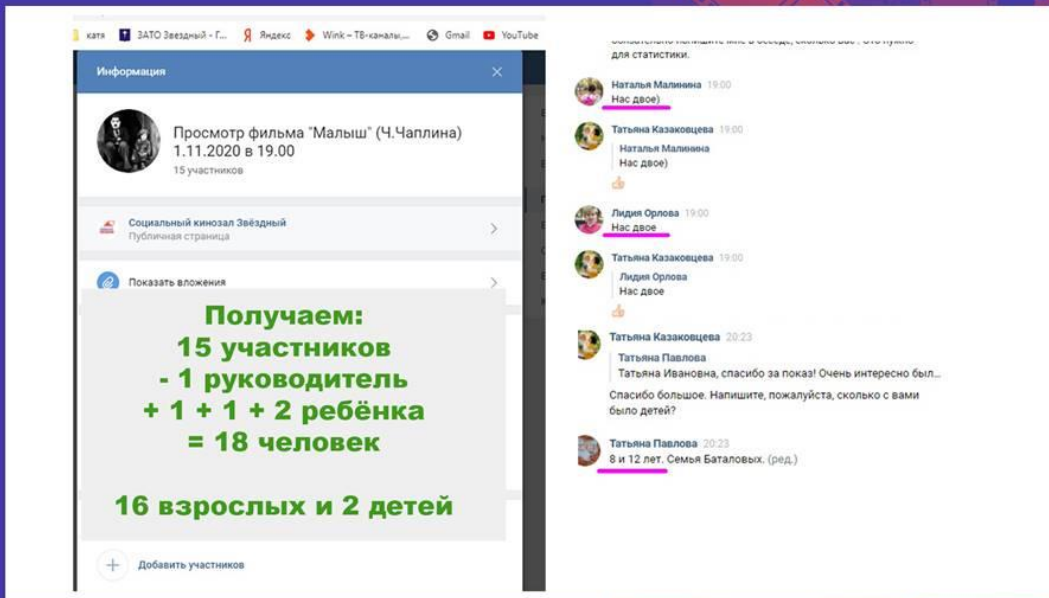 катя ЗАТО Звездный - Г... Яндекс Wink – ТВ-каналы,... Gmail YouTube
Информация
Просмотр фильма "Малыш" (Ч.Чаплина)
1.11.2020 в 19.00
15 участников
Социальный кинозал Звёздный
Публичная страница
Показать вложения
Получаем:
15 участников
- 1 руководитель
+ 1 + 1 + 2 ребёнка
= 18 человек
16 взрослых и 2 детей
Добавить участников
для статистики.
Наталья Малинина 19:00
Нас двое)
Татьяна Казаковцева 19:00
Наталья Малинина
Нас двое)
Лидия Орлова 19:00
Нас двое
Татьяна Казаковцева 19:00
Лидия Орлова
Нас двое
Татьяна Казаковцева 20:23
Татьяна Павлова
Татьяна Ивановна, спасибо за показ! Очень интересно был...
Спасибо большое. Напишите, пожалуйста, сколько с вами
было детей?
Татьяна Павлова 20:23
8 и 12 лет. Семья Баталовых. (ред.)